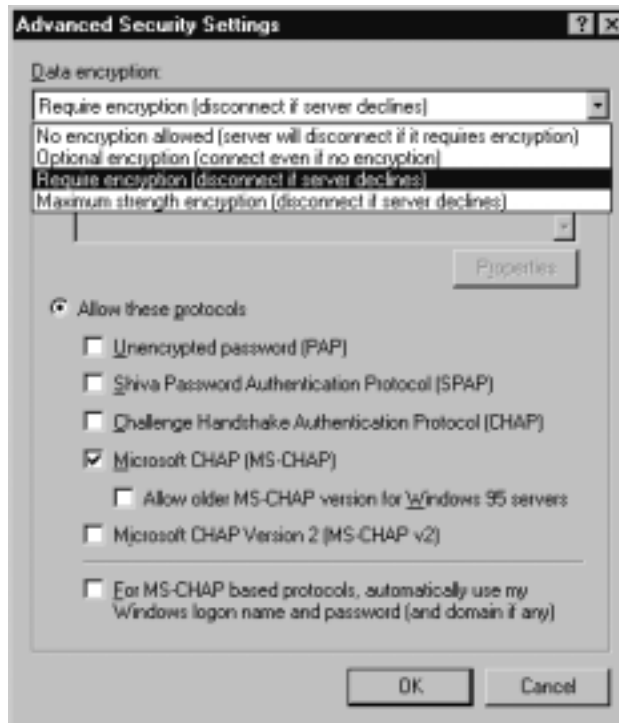 Advanced Security Settings
Data encryption:
Require encryption (disconnect if server declines)
No encryption allowed (server will disconnect if it requires encryption)
Optional encryption (connect even if no encryption)
Require encryption (disconnect if server declines)
Maximum strength encryption (disconnect if server declines)
Properties
Allow these protocols
Unencrypted password (PAP)
Shiva Password Authentication Protocol (SPAP)
Challenge Handshake Authentication Protocol (CHAP)
Microsoft CHAP (MS-CHAP)
Allow older MS-CHAP version for Windows 95 servers
Microsoft CHAP Version 2 (MS-CHAP v2)
For MS-CHAP based protocols, automatically use my
Windows logon name and password (and domain if any)
OK
Cancel